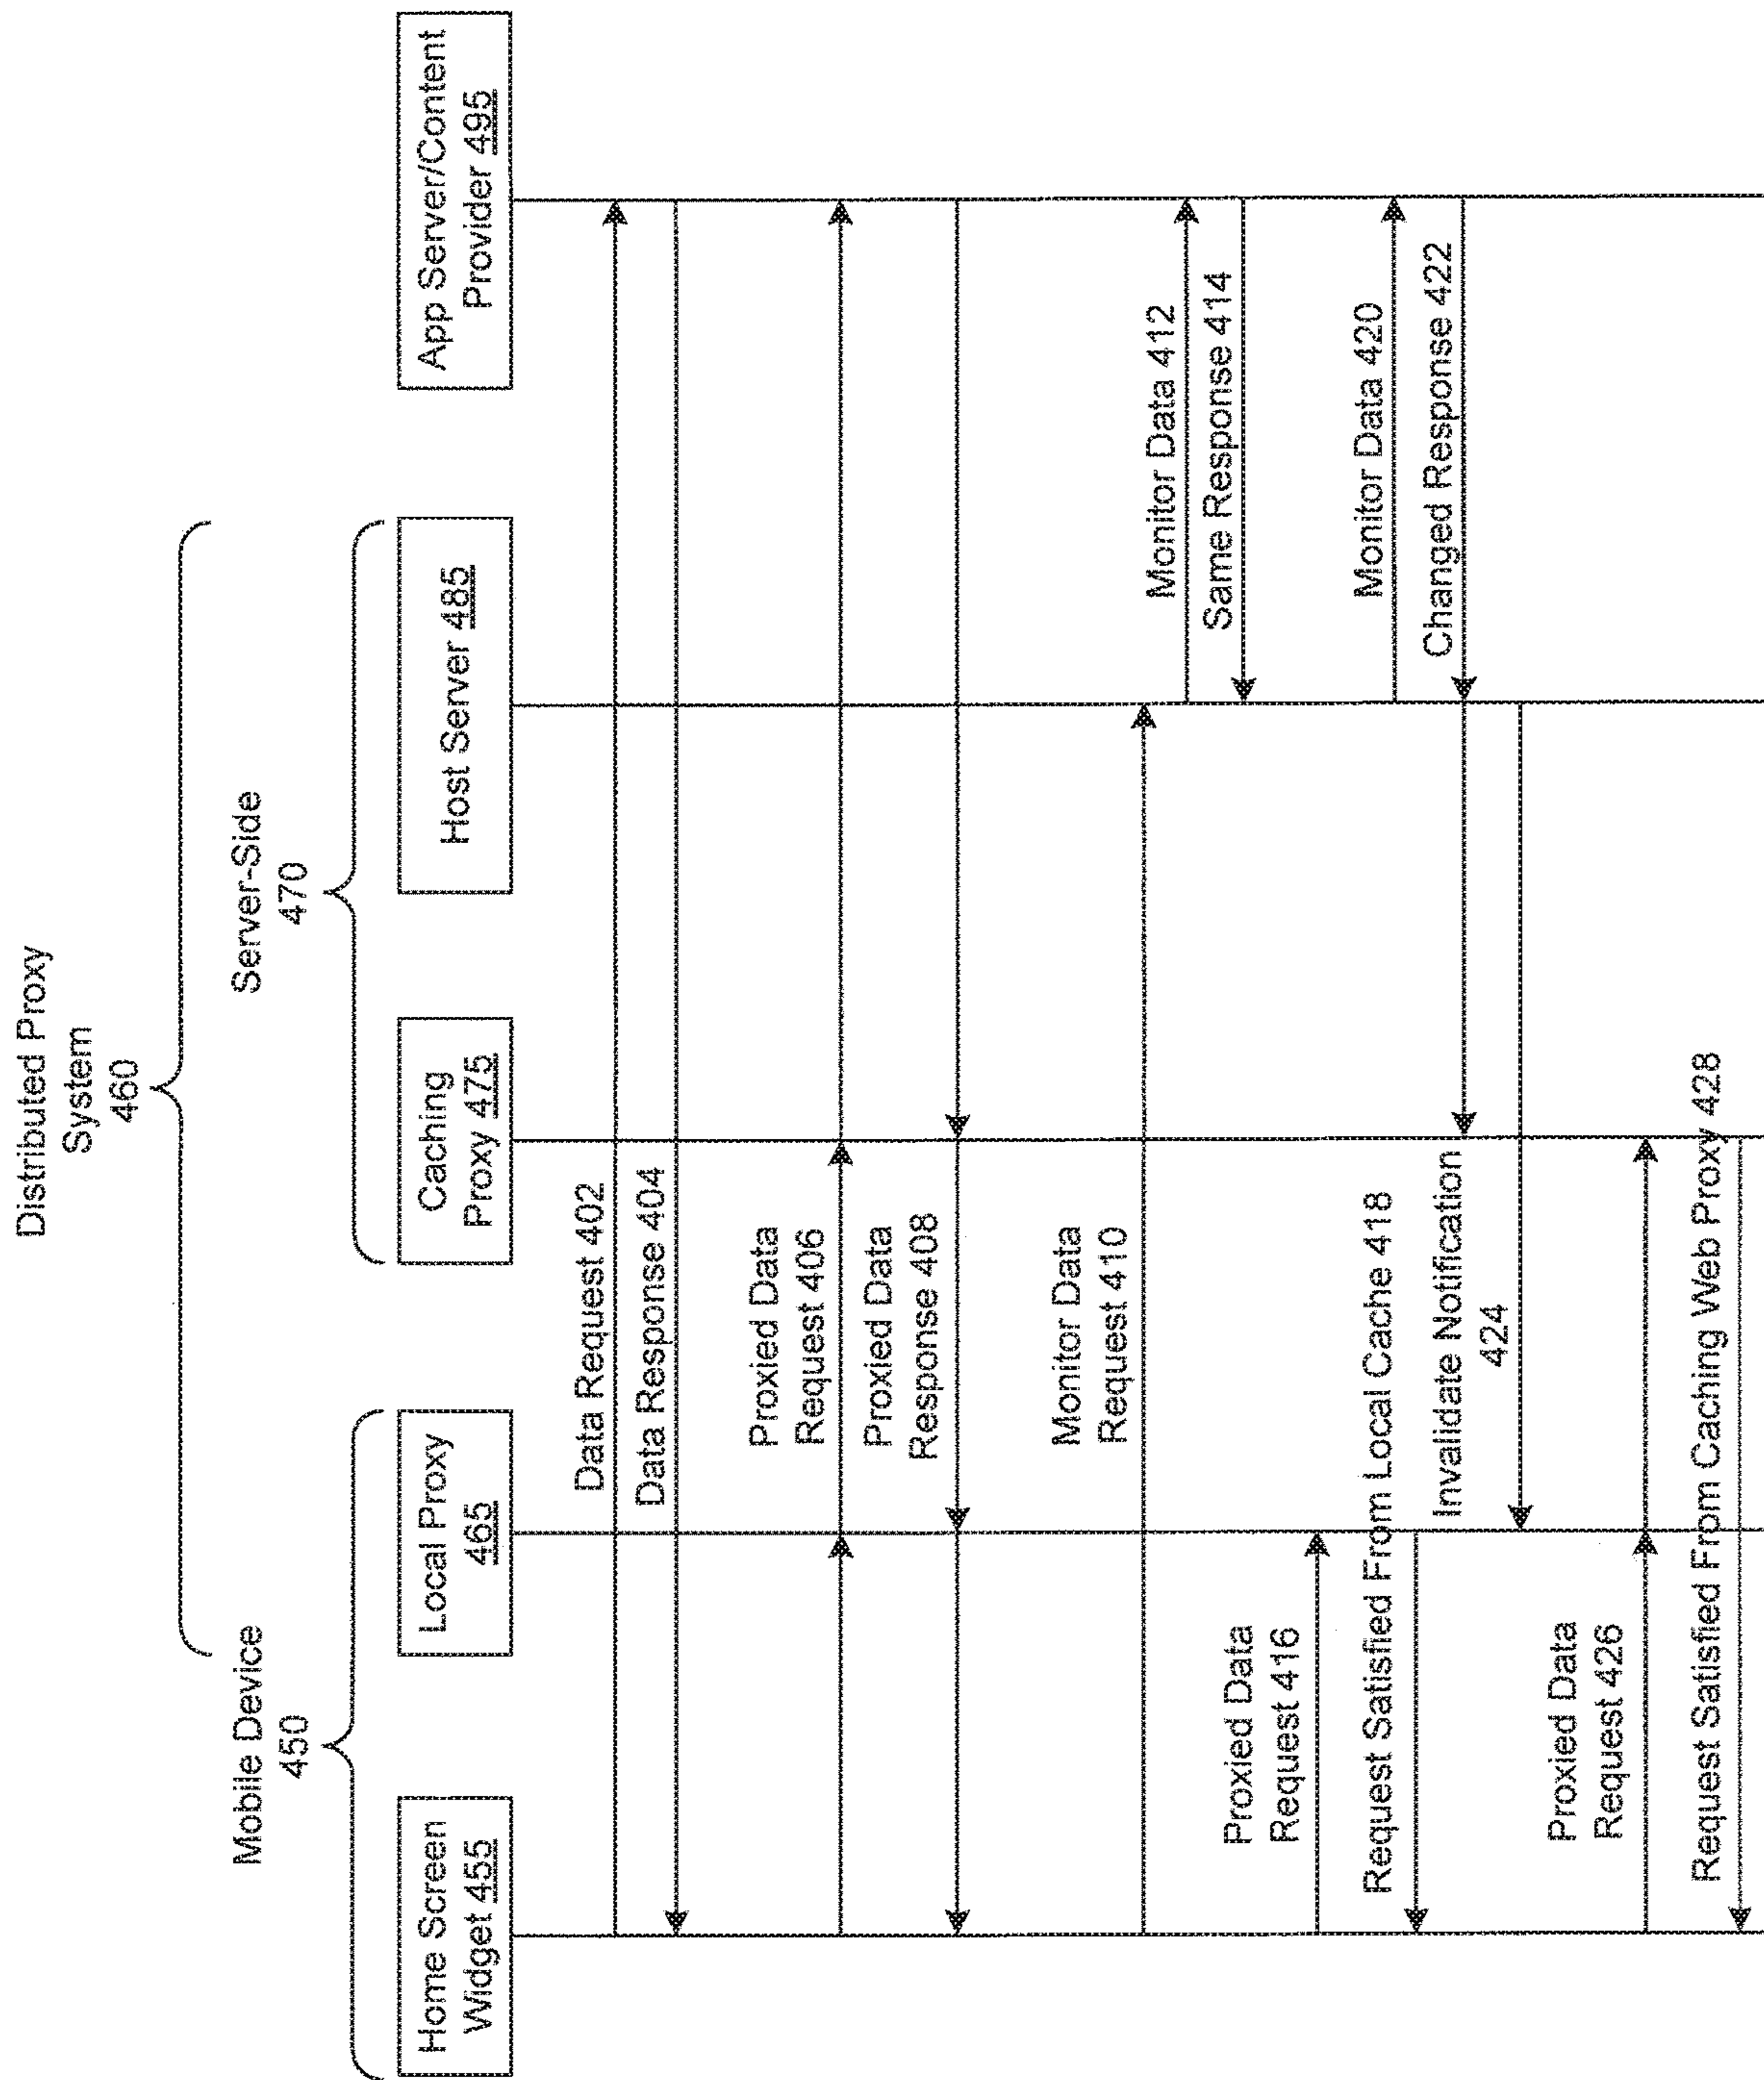 Distributed Proxy
System
460
Mobile Device
450
Server-Side
470
Home Screen
Widget 455
Local Proxy
465
Caching
Proxy 475
Host Server 485
App Server/Content
Provider 495
Data Request 402
Data Response 404
Proxied Data
Request 406
Proxied Data
Response 408
Monitor Data
Request 410
Monitor Data 412
Same Response 414
Proxied Data
Request 416
Request Satisfied From Local Cache 418
Monitor Data 420
Changed Response 422
Invalidate Notification
424
Proxied Data
Request 426
Request Satisfied From Caching Web Proxy 428